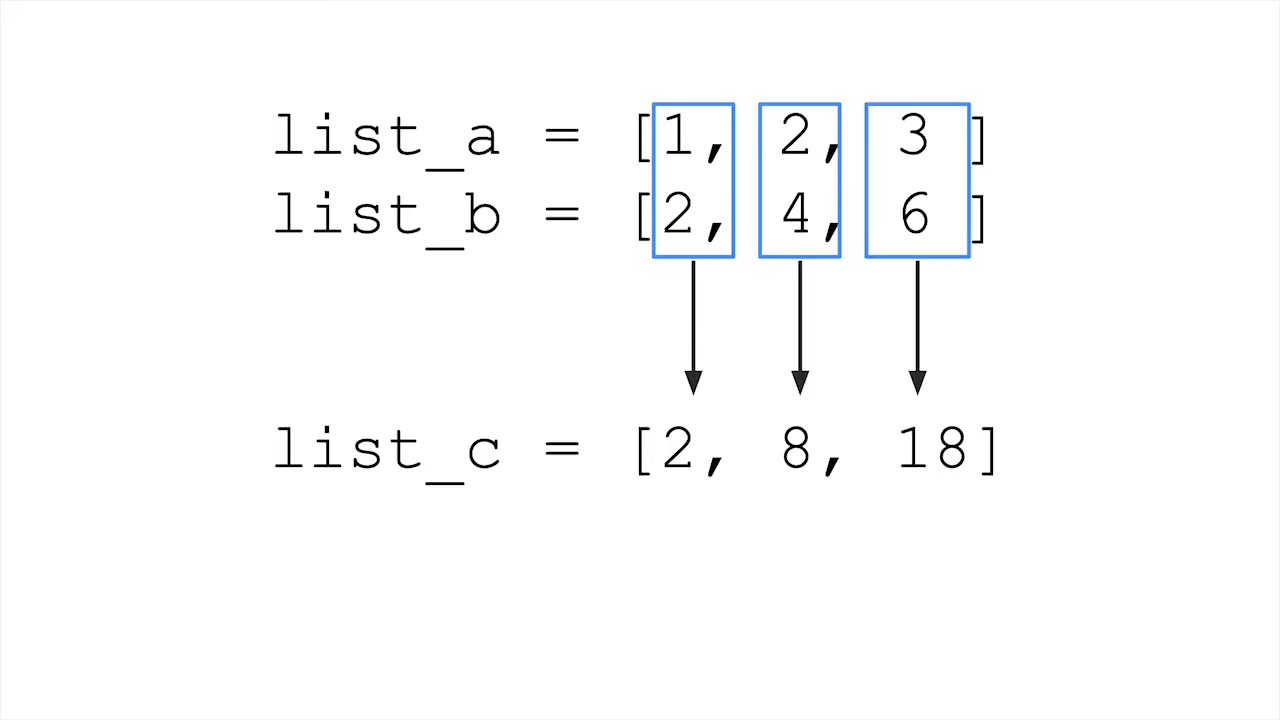 list_a = [1, 2, 3 ]
list_b = [2, 4, 6 ]
list_c = [2, 8, 18]